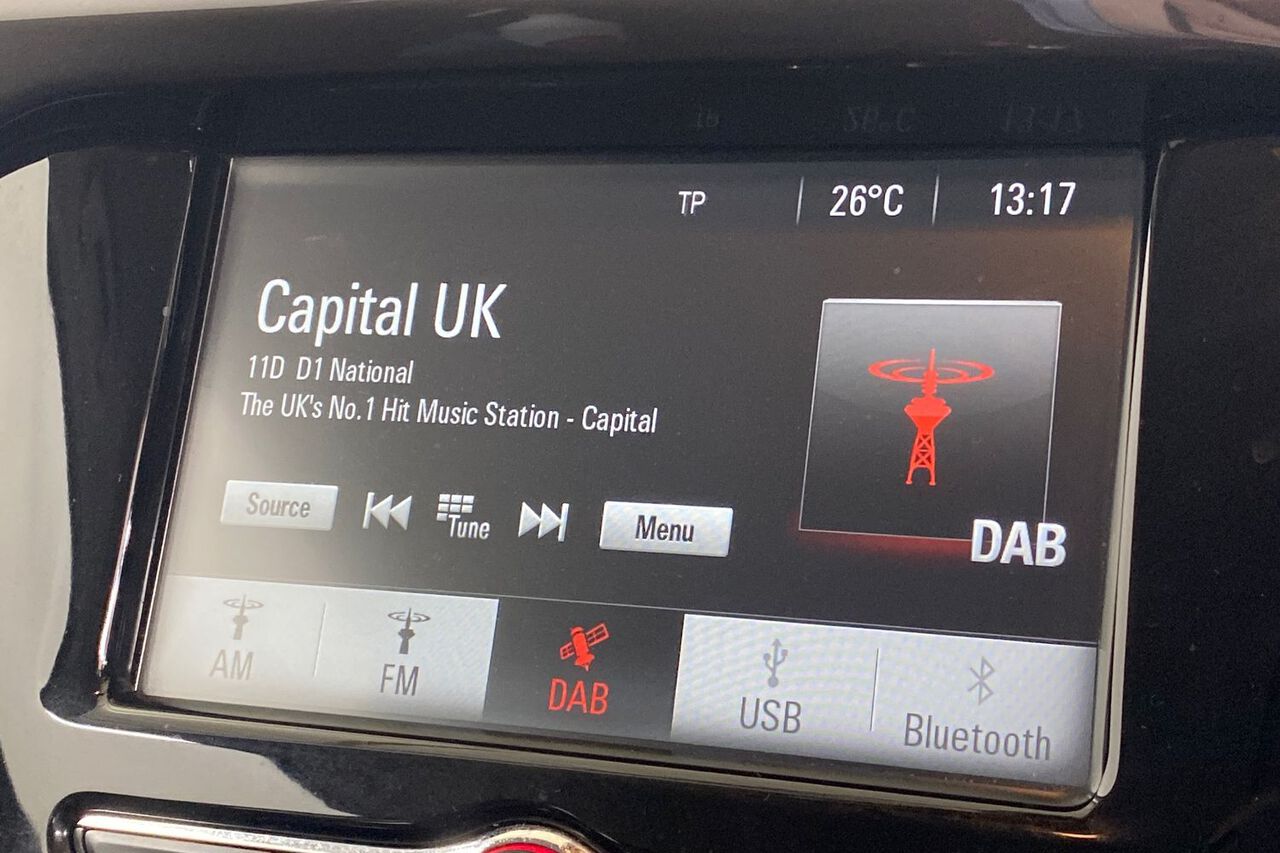 TP 26°C 13:17
Capital UK
11D D1 National
The UK's No.1 Hit Music Station - Capital
Source Tune Menu
DAB
AM FM DAB USB Bluetooth